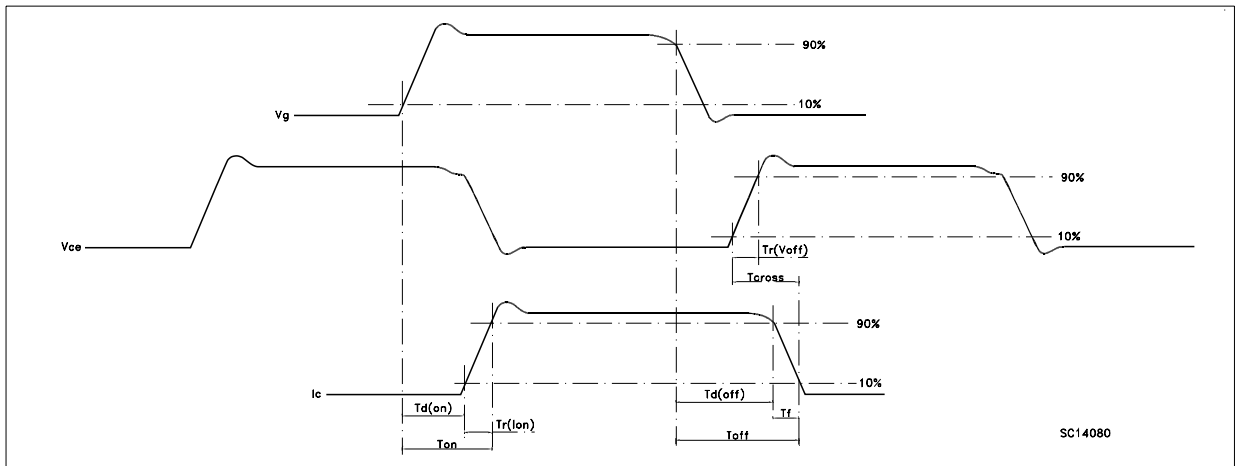 90%
10%
Vg
90%
Vce
10%
Tr(Voff)
Tcross
90%
10%
Ic
Td(on)
Td(off)
Tf
Tr(Ion)
Ton
Toff
SC14080